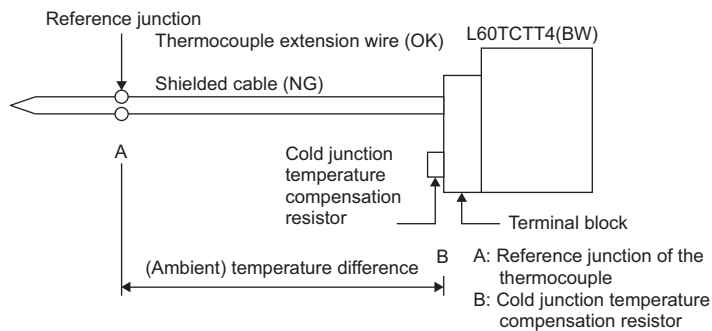 Reference junction
Thermocouple extension wire (OK)
L60TCTT4(BW)
Shielded cable (NG)
A
Cold junction
temperature
compensation
resistor
Terminal block
(Ambient) temperature difference
B
A: Reference junction of the
thermocouple
B: Cold junction temperature
compensation resistor